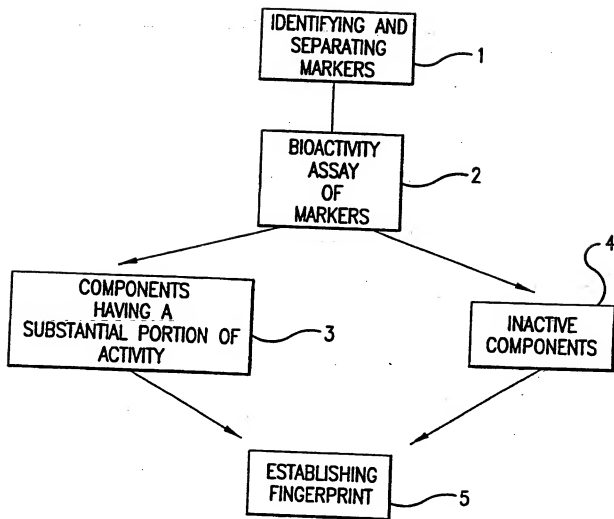 IDENTIFYING AND
SEPARATING
MARKERS
1
BIOACTIVITY
ASSAY
OF
MARKERS
2
4
COMPONENTS
HAVING A
SUBSTANTIAL PORTION OF
ACTIVITY
3
INACTIVE
COMPONENTS
ESTABLISHING
FINGERPRINT
5